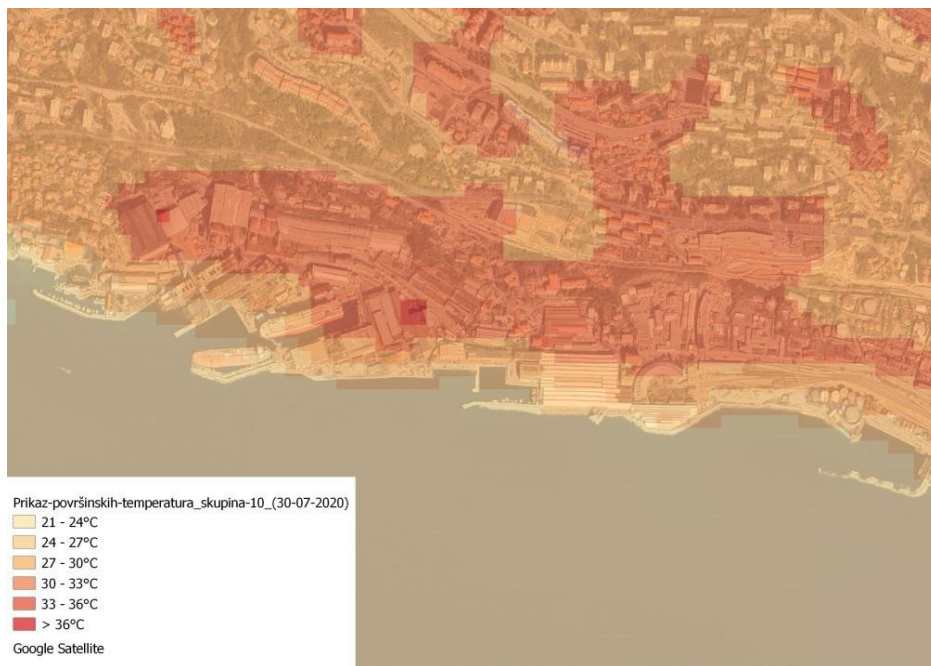 Prikaz-površinskih-temperatura_skupina-10_(30-07-2020)
21 - 24°C
24 - 27°C
27 - 30°C
30 - 33°C
33 - 36°C
> 36°C
Google Satellite